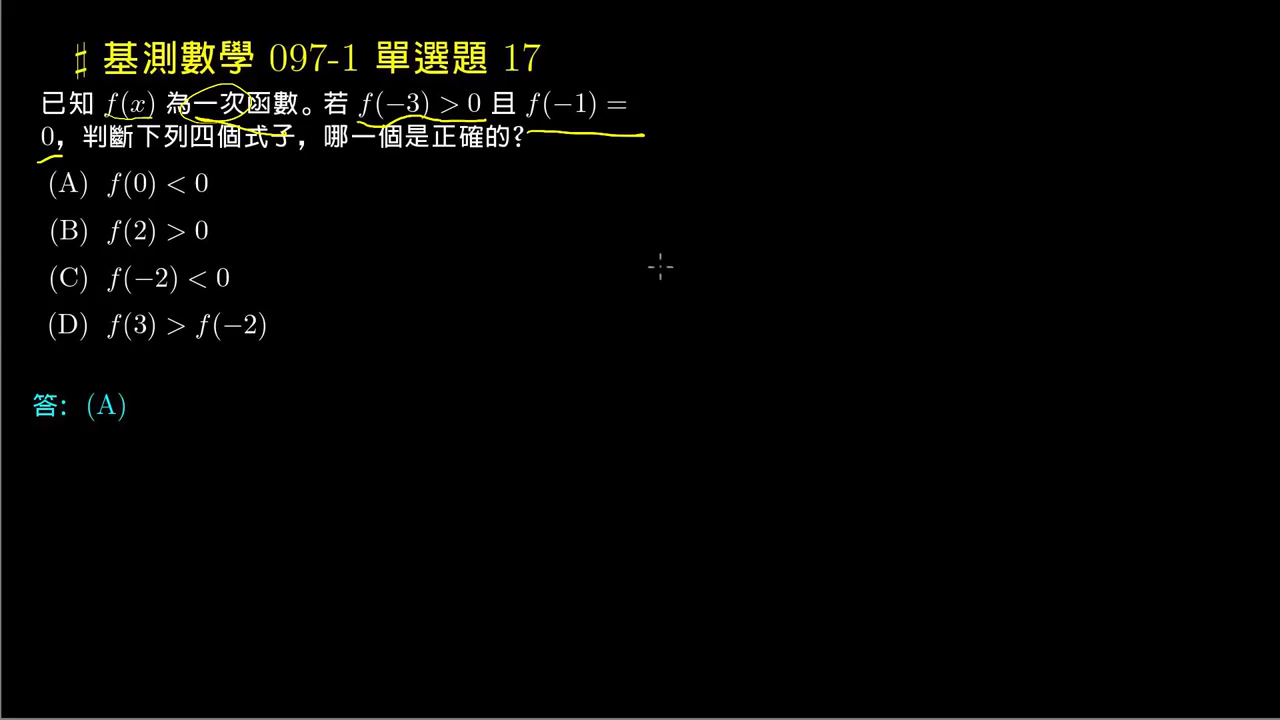 ♯ 基測數學 097-1 單選題 17
已知 f(x) 為一次函數。若 f(−3) > 0 且 f(−1) =
0，判斷下列四個式子，哪一個是正確的？
(A) f(0) < 0
(B) f(2) > 0
(C) f(−2) < 0
(D) f(3) > f(−2)
答：(A)